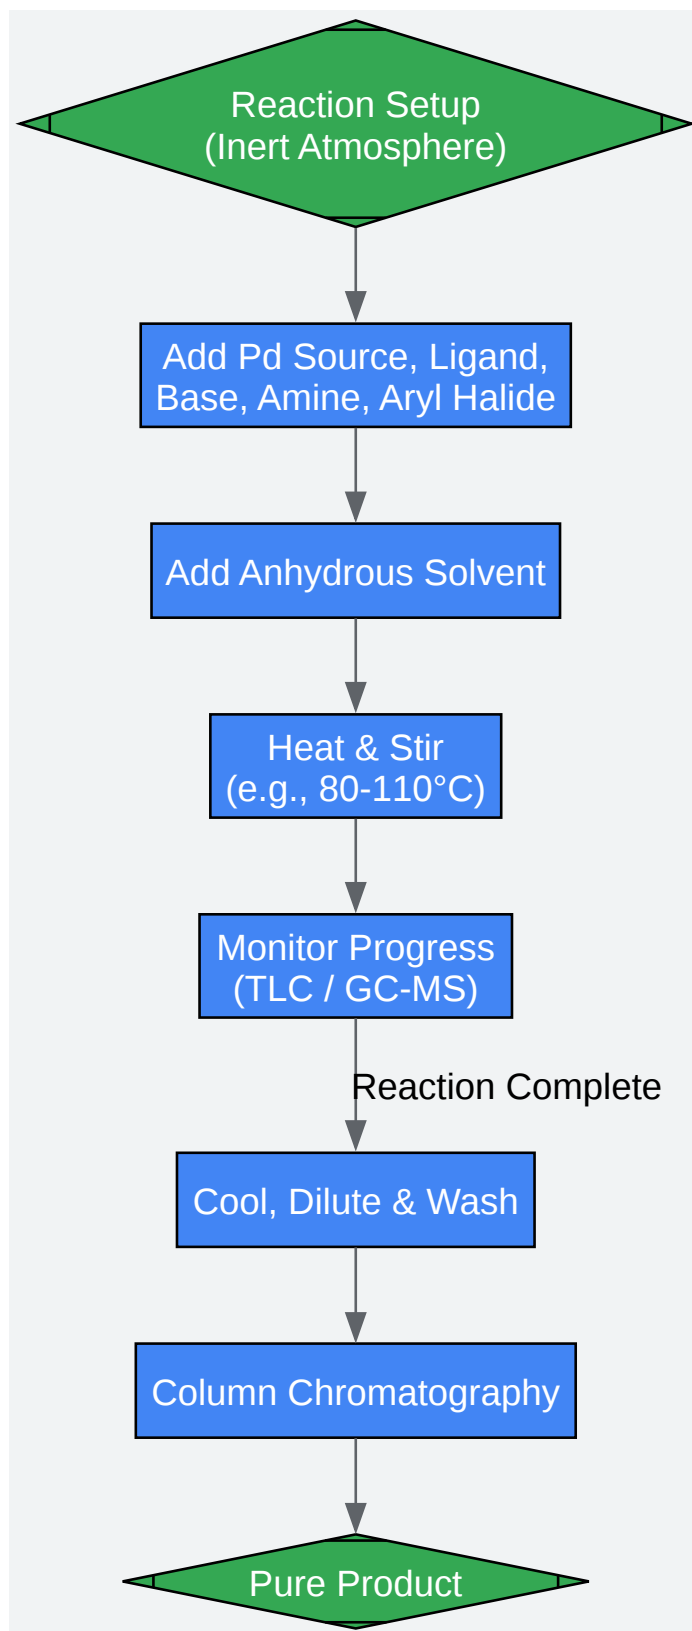 Reaction Setup
(Inert Atmosphere)
Add Pd Source, Ligand,
Base, Amine, Aryl Halide
Add Anhydrous Solvent
Heat & Stir
(e.g., 80-110°C)
Monitor Progress
(TLC / GC-MS)
Reaction Complete
Cool, Dilute & Wash
Column Chromatography
Pure Product